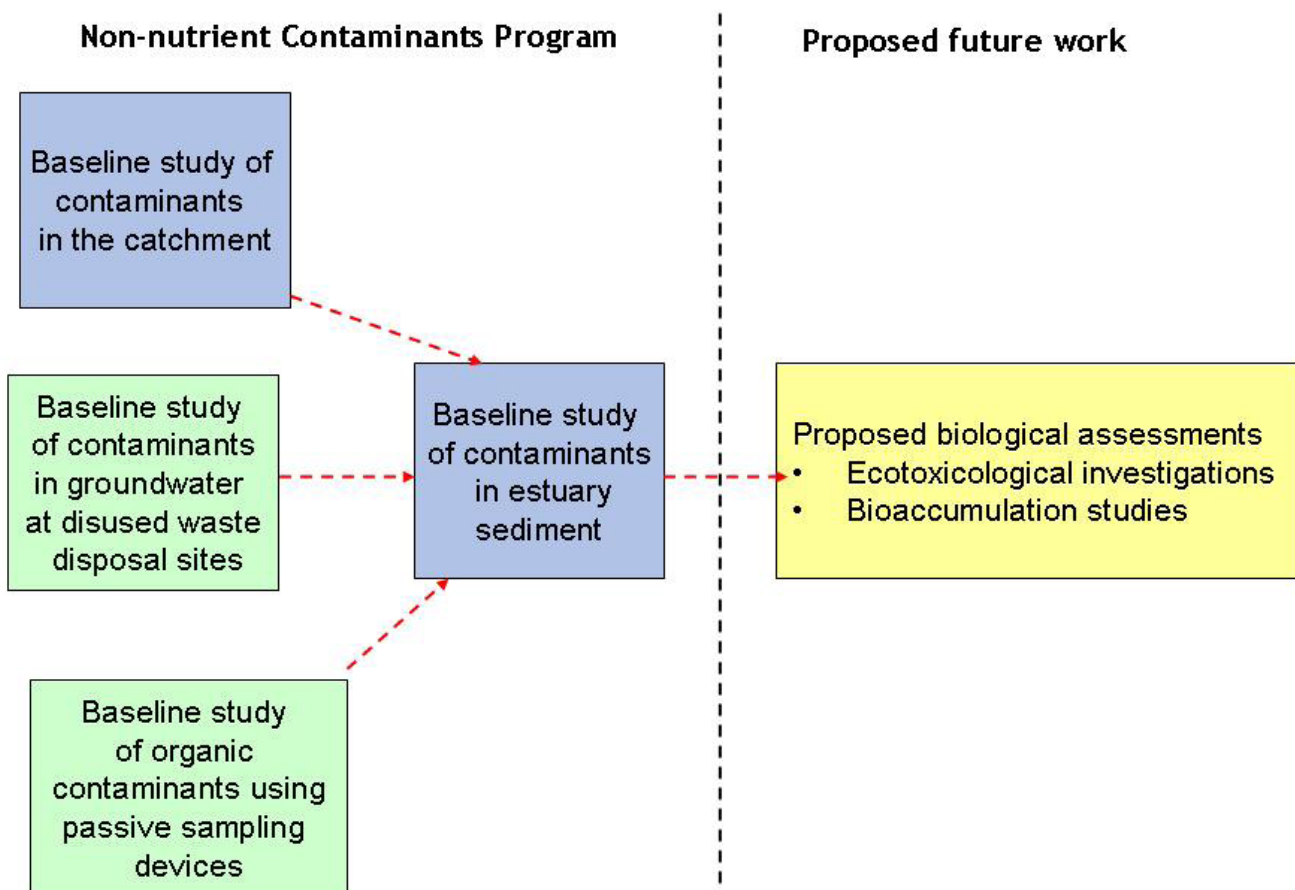 Non-nutrient Contaminants Program
Proposed future work
Baseline study of
contaminants
in the catchment
Baseline study
of contaminants
in groundwater
at disused waste
disposal sites
Baseline study
of contaminants
in estuary
sediment
Proposed biological assessments
• Ecotoxicological investigations
• Bioaccumulation studies
Baseline study
of organic
contaminants using
passive sampling
devices